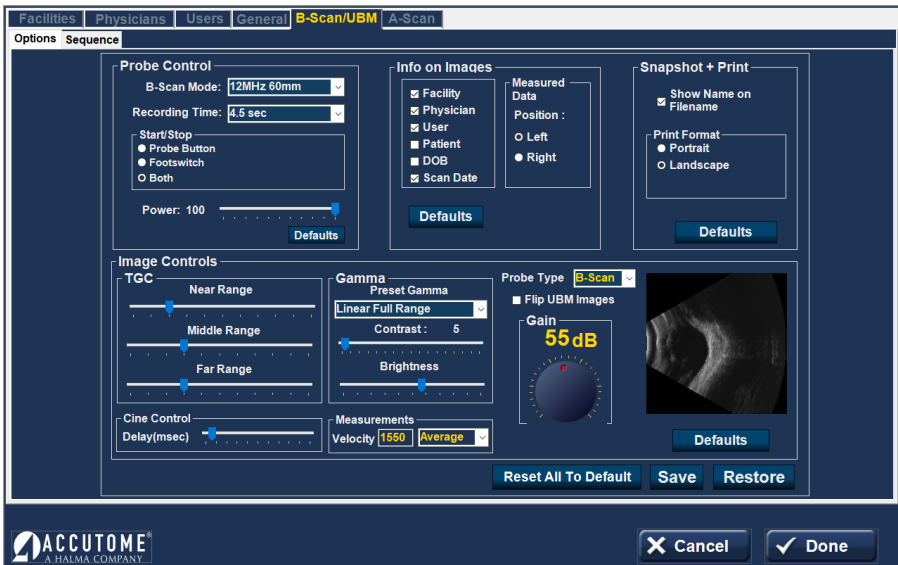 Facilities Physicians Users General B-Scan/UBM A-Scan
Options Sequence
Probe Control
B-Scan Mode: 12MHz 60mm
Recording Time: 4.5 sec
Start/Stop
Probe Button
Footswitch
Both
Power: 100
Defaults
Info on Images
Facility
Physician
User
Patient
DOB
Scan Date
Measured
Data
Position :
Left
Right
Defaults
Snapshot + Print
Show Name on
Filename
Print Format
Portrait
Landscape
Defaults
Image Controls
TGC
Near Range
Middle Range
Far Range
Gamma
Preset Gamma
Linear Full Range
Contrast : 5
Brightness
Probe Type B-Scan
Flip UBM Images
Gain
55dB
Cine Control
Delay(msec)
Measurements
Velocity 1550 Average
Defaults
Reset All To Default Save Restore
ACCUTOME®
A HALMA COMPANY
Cancel Done